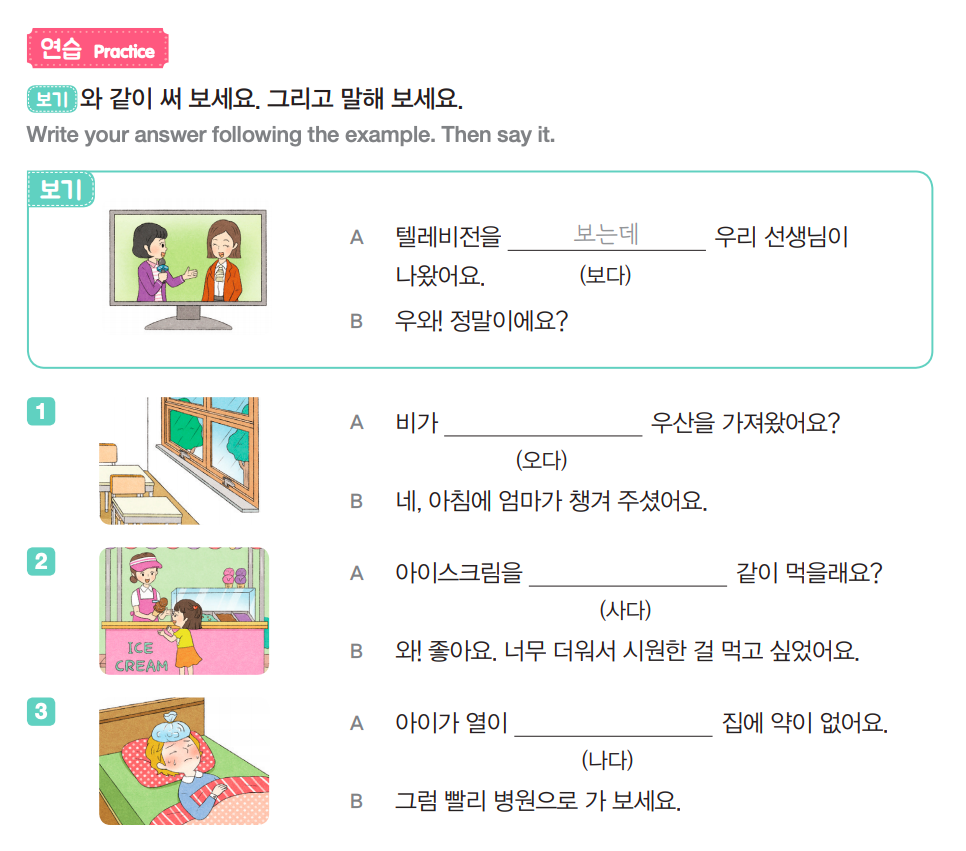 연습 Practice
보기 와 같이 써 보세요. 그리고 말해 보세요.
Write your answer following the example. Then say it.
보기
A 텔레비전을 보는데 우리 선생님이
나왔어요. (보다)
B 우와! 정말이에요?
1
A 비가 ________________ 우산을 가져왔어요?
(오다)
B 네, 아침에 엄마가 챙겨 주셨어요.
2
A 아이스크림을 ________________ 같이 먹을래요?
(사다)
B 와! 좋아요. 너무 더워서 시원한 걸 먹고 싶었어요.
ICE
CREAM
3
A 아이가 열이 ________________ 집에 약이 없어요.
(나다)
B 그럼 빨리 병원으로 가 보세요.